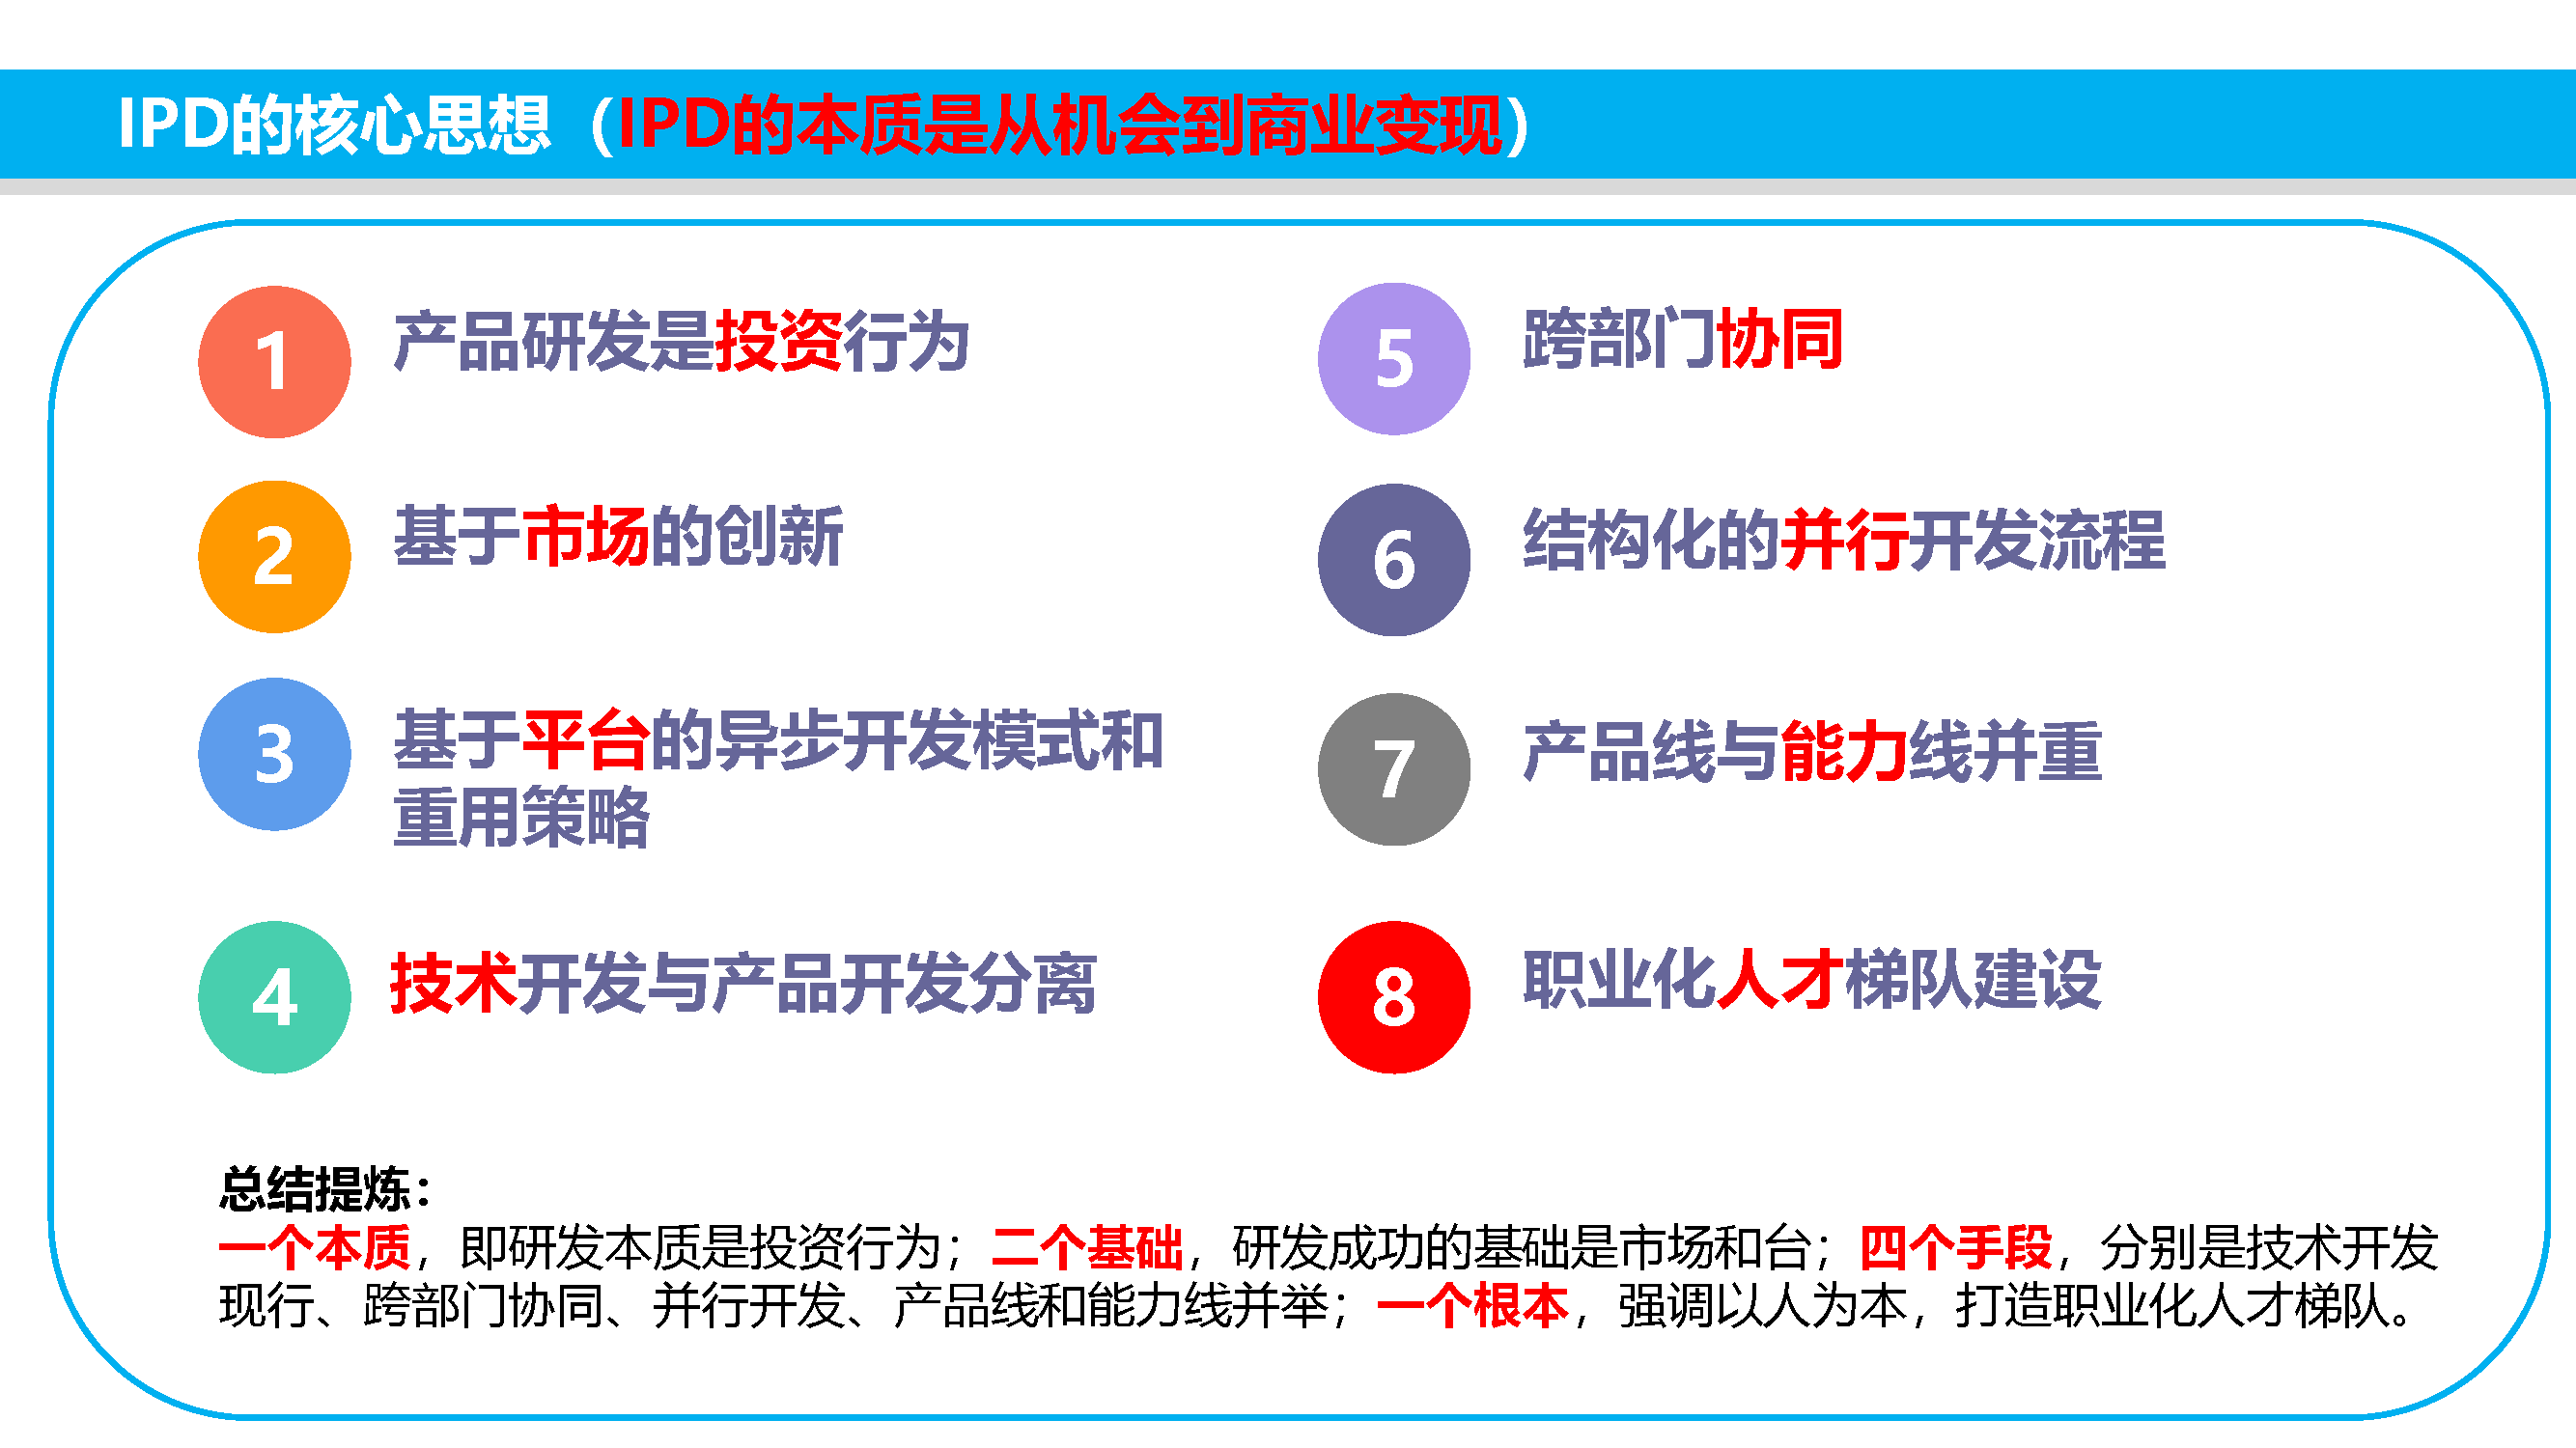 IPD的核心思想（IPD的本质是从机会到商业变现）
1
产品研发是投资行为
2
基于市场的创新
3
基于平台的异步开发模式和
重用策略
4
技术开发与产品开发分离
5
跨部门协同
6
结构化的并行开发流程
7
产品线与能力线并重
8
职业化人才梯队建设
总结提炼：
一个本质，即研发本质是投资行为；二个基础，研发成功的基础是市场和台；四个手段，分别是技术开发
现行、跨部门协同、并行开发、产品线和能力线并举；一个根本，强调以人为本，打造职业化人才梯队。